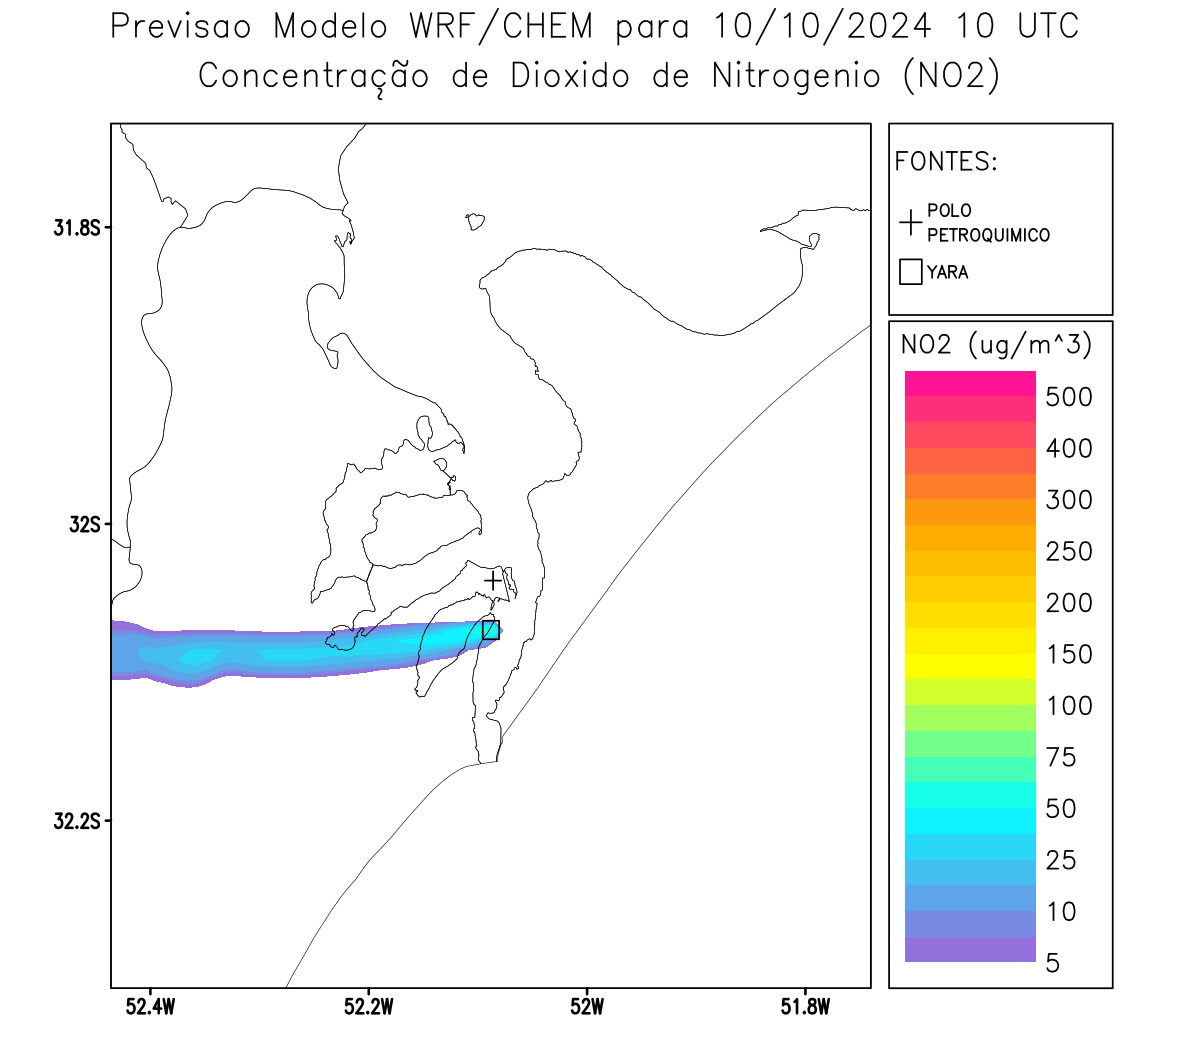 Previsao Modelo WRF/CHEM para 10/10/2024 10 UTC
Concentração de Dioxido de Nitrogenio (NO2)
FONTES:
POLO
PETROQUIMICO
YARA
NO2 (ug/m^3)
500
400
300
250
200
150
100
75
50
25
10
5
31.8S
32S
32.2S
52.4W
52.2W
52W
51.8W